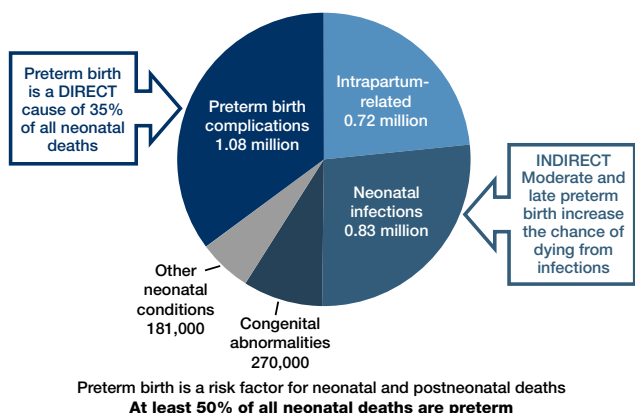 Preterm birth
is a DIRECT
cause of 35%
of all neonatal
deaths
Preterm birth
complications
1.08 million
Intrapartum-
related
0.72 million
Neonatal
infections
0.83 million
INDIRECT
Moderate and
late preterm
birth increase
the chance of
dying from
infections
Other
neonatal
conditions
181,000
Congenital
abnormalities
270,000
Preterm birth is a risk factor for neonatal and postneonatal deaths
At least 50% of all neonatal deaths are preterm